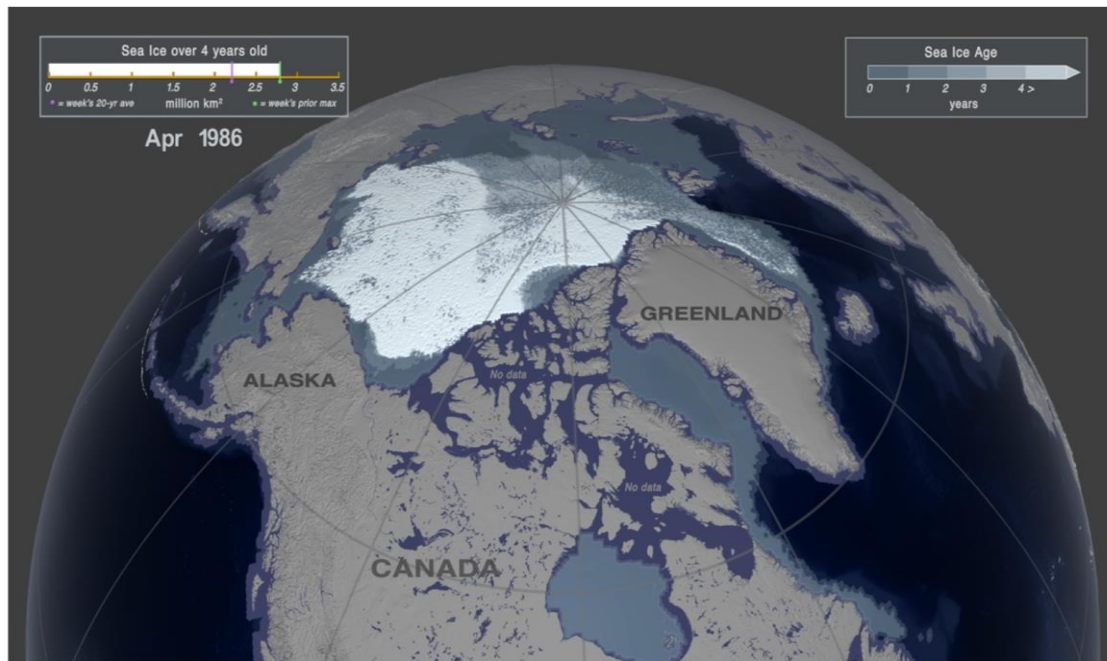 Sea Ice over 4 years old
0 0.5 1 1.5 2 2.5 3 3.5
= week's 20-yr ave million km² = week's prior max
Apr 1986
Sea Ice Age
0 1 2 3 4 >
years
GREENLAND
ALASKA
No data
No data
CANADA